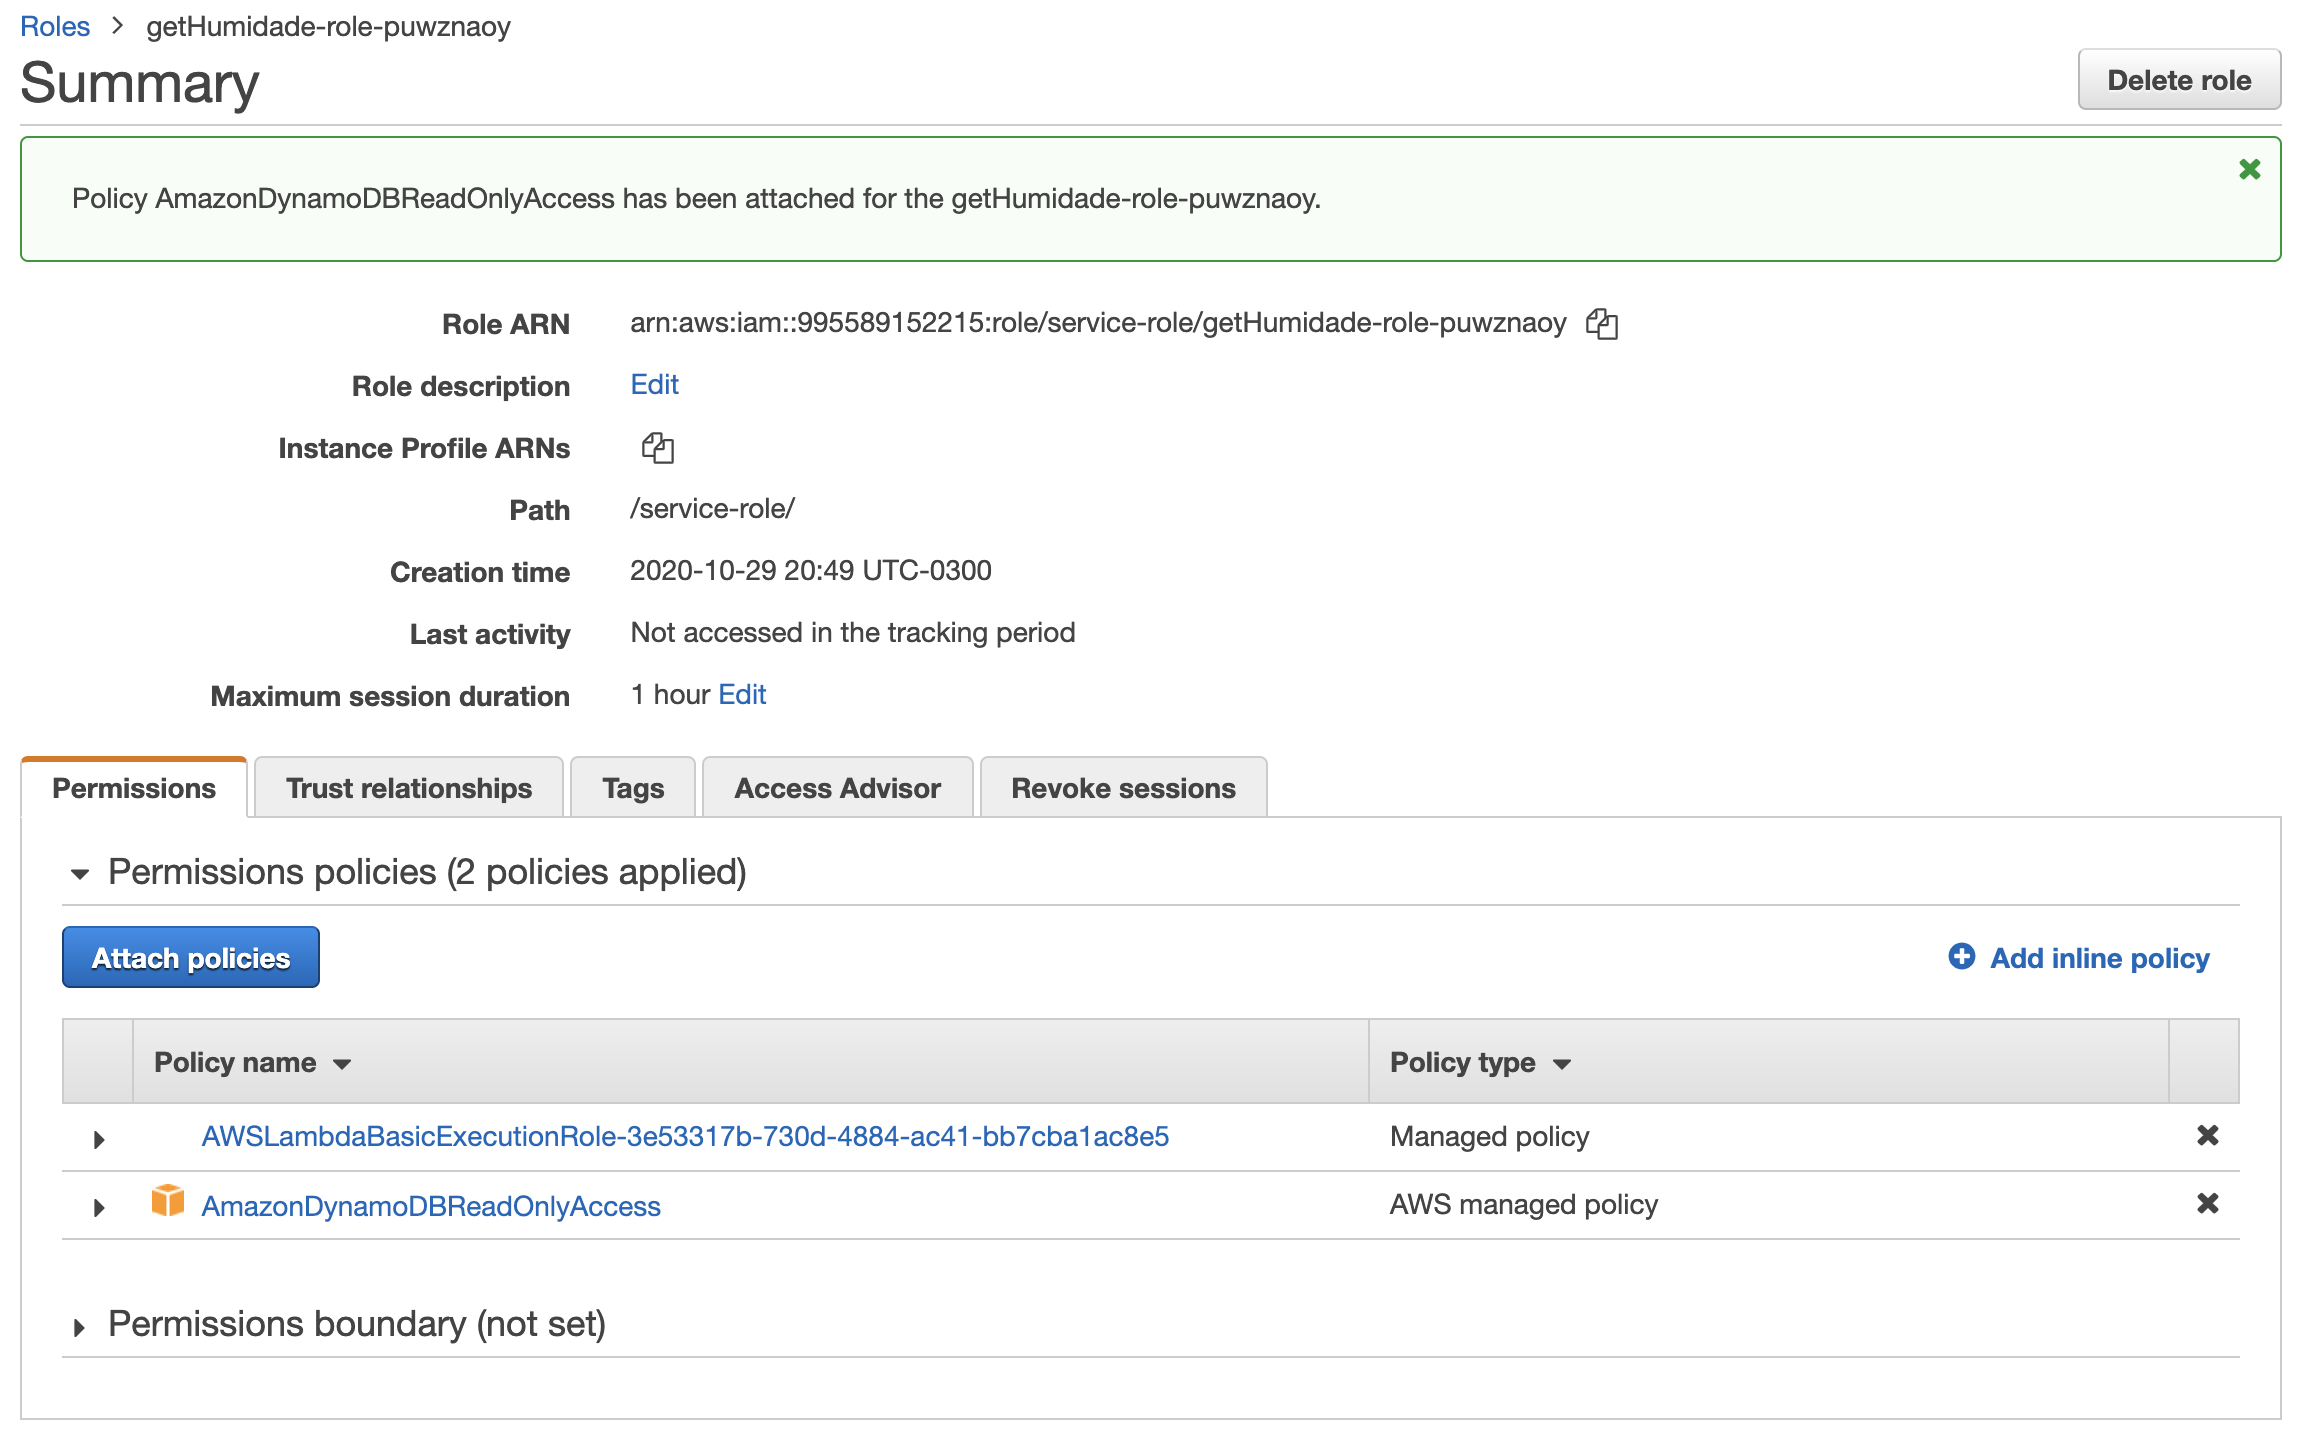 Roles > getHumidade-role-puwznaoy
Summary
Delete role
Policy AmazonDynamoDBReadOnlyAccess has been attached for the getHumidade-role-puwznaoy.
Role ARN arn:aws:iam::995589152215:role/service-role/getHumidade-role-puwznaoy
Role description Edit
Instance Profile ARNs
Path /service-role/
Creation time 2020-10-29 20:49 UTC-0300
Last activity Not accessed in the tracking period
Maximum session duration 1 hour Edit
Permissions Trust relationships Tags Access Advisor Revoke sessions
Permissions policies (2 policies applied)
Attach policies Add inline policy
Policy name Policy type
AWSLambdaBasicExecutionRole-3e53317b-730d-4884-ac41-bb7cba1ac8e5 Managed policy
AmazonDynamoDBReadOnlyAccess AWS managed policy
Permissions boundary (not set)